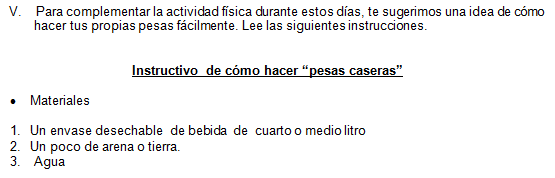 V. Para complementar la actividad física durante estos días, te sugerimos una idea de cómo
hacer tus propias pesas fácilmente. Lee las siguientes instrucciones.
Instructivo de cómo hacer “pesas caseras”
• Materiales
1. Un envase desechable de bebida de cuarto o medio litro
2. Un poco de arena o tierra.
3. Agua